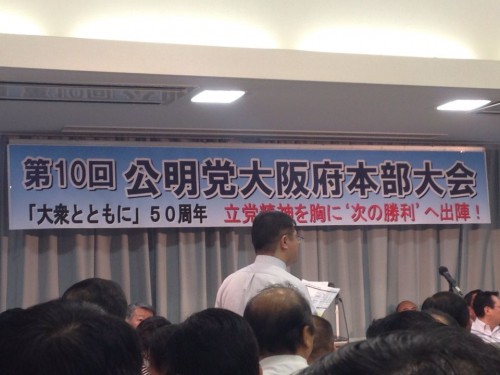 第10回 公明党大阪府本部大会
「大衆とともに」50周年 立党精神を胸に‘次の勝利’へ出陣！